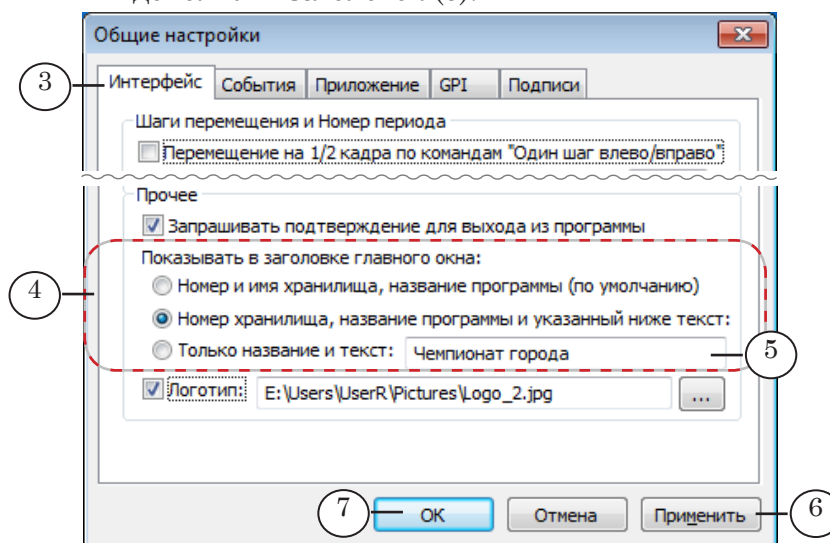 Общие настройки
3
Интерфейс События Приложение GPI Подписи
Шаги перемещения и Номер периода
Перемещение на 1/2 кадра по командам "Один шаг влево/вправо"
Прочее
Запрашивать подтверждение для выхода из программы
Показывать в заголовке главного окна:
4
Номер и имя хранилища, название программы (по умолчанию)
Номер хранилища, название программы и указанный ниже текст:
Только название и текст: Чемпионат города 5
Логотип: E:\Users\UserR\Pictures\Logo_2.jpg ...
7 OK Отмена Применить 6